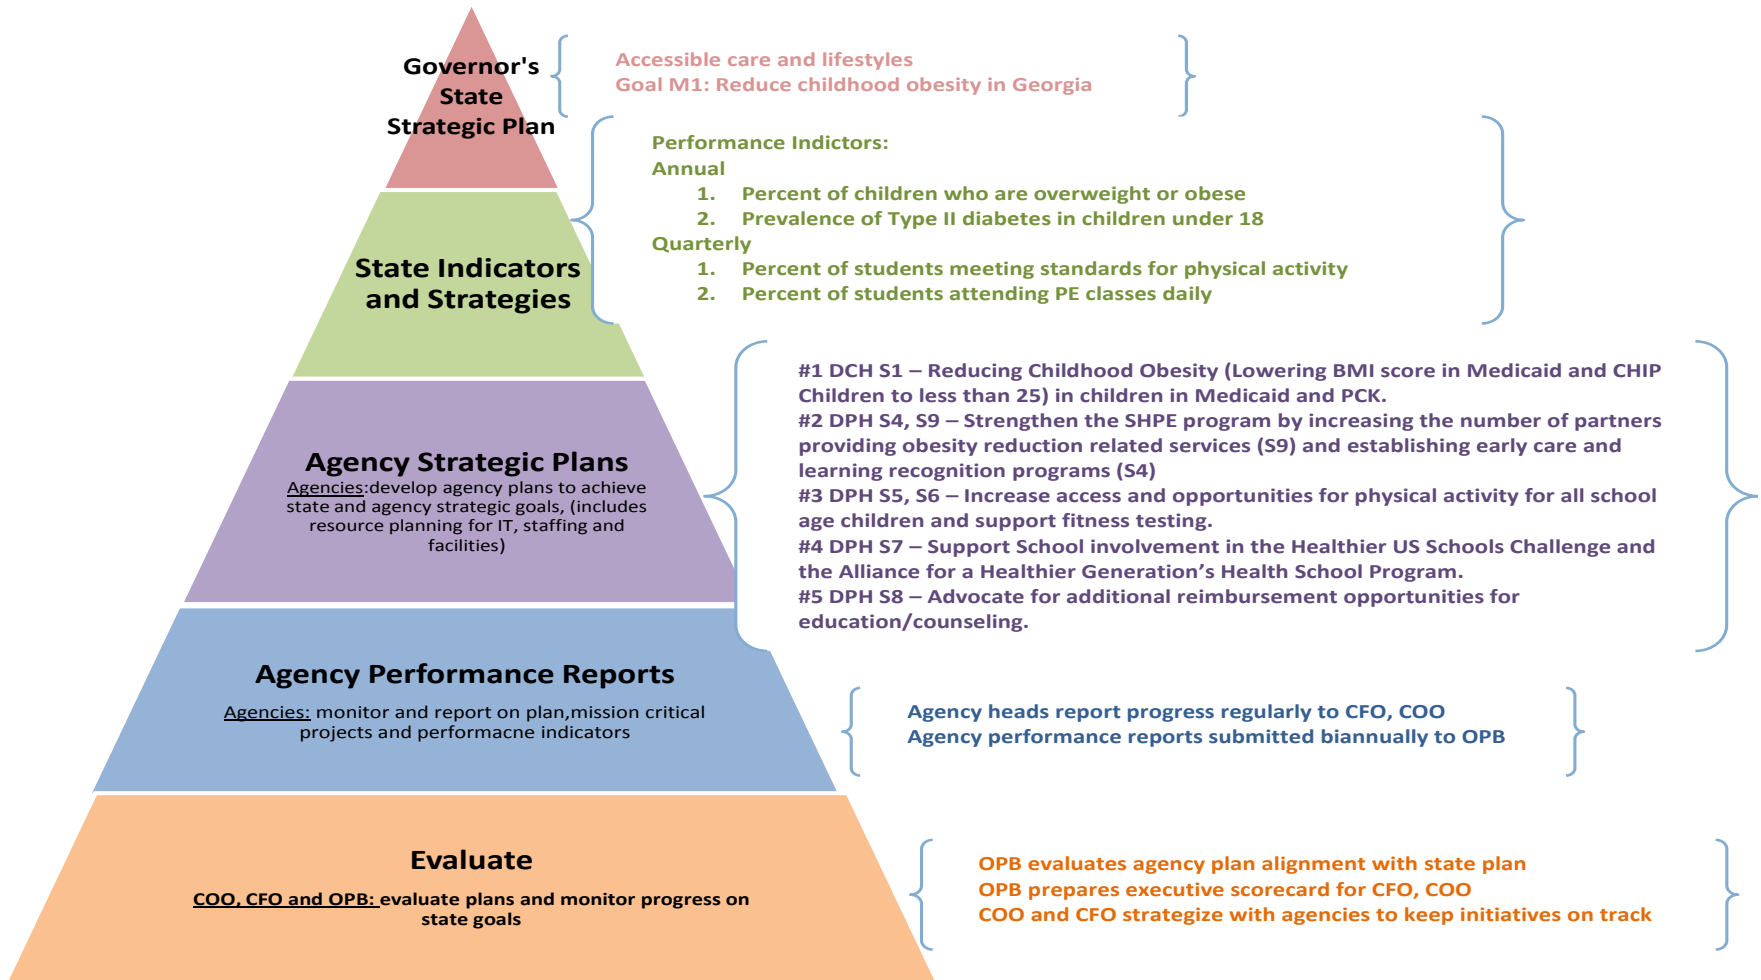 Governor's
State
Strategic Plan
Accessible care and lifestyles
Goal M1: Reduce childhood obesity in Georgia
State Indicators
and Strategies
Performance Indictors:
Annual
1. Percent of children who are overweight or obese
2. Prevalence of Type II diabetes in children under 18
Quarterly
1. Percent of students meeting standards for physical activity
2. Percent of students attending PE classes daily
Agency Strategic Plans
Agencies:develop agency plans to achieve
state and agency strategic goals, (includes
resource planning for IT, staffing and
facilities)
#1 DCH S1 – Reducing Childhood Obesity (Lowering BMI score in Medicaid and CHIP
Children to less than 25) in children in Medicaid and PCK.
#2 DPH S4, S9 – Strengthen the SHPE program by increasing the number of partners
providing obesity reduction related services (S9) and establishing early care and
learning recognition programs (S4)
#3 DPH S5, S6 – Increase access and opportunities for physical activity for all school
age children and support fitness testing.
#4 DPH S7 – Support School involvement in the Healthier US Schools Challenge and
the Alliance for a Healthier Generation’s Health School Program.
#5 DPH S8 – Advocate for additional reimbursement opportunities for
education/counseling.
Agency Performance Reports
Agencies: monitor and report on plan,mission critical
projects and performacne indicators
Agency heads report progress regularly to CFO, COO
Agency performance reports submitted biannually to OPB
Evaluate
COO, CFO and OPB: evaluate plans and monitor progress on
state goals
OPB evaluates agency plan alignment with state plan
OPB prepares executive scorecard for CFO, COO
COO and CFO strategize with agencies to keep initiatives on track